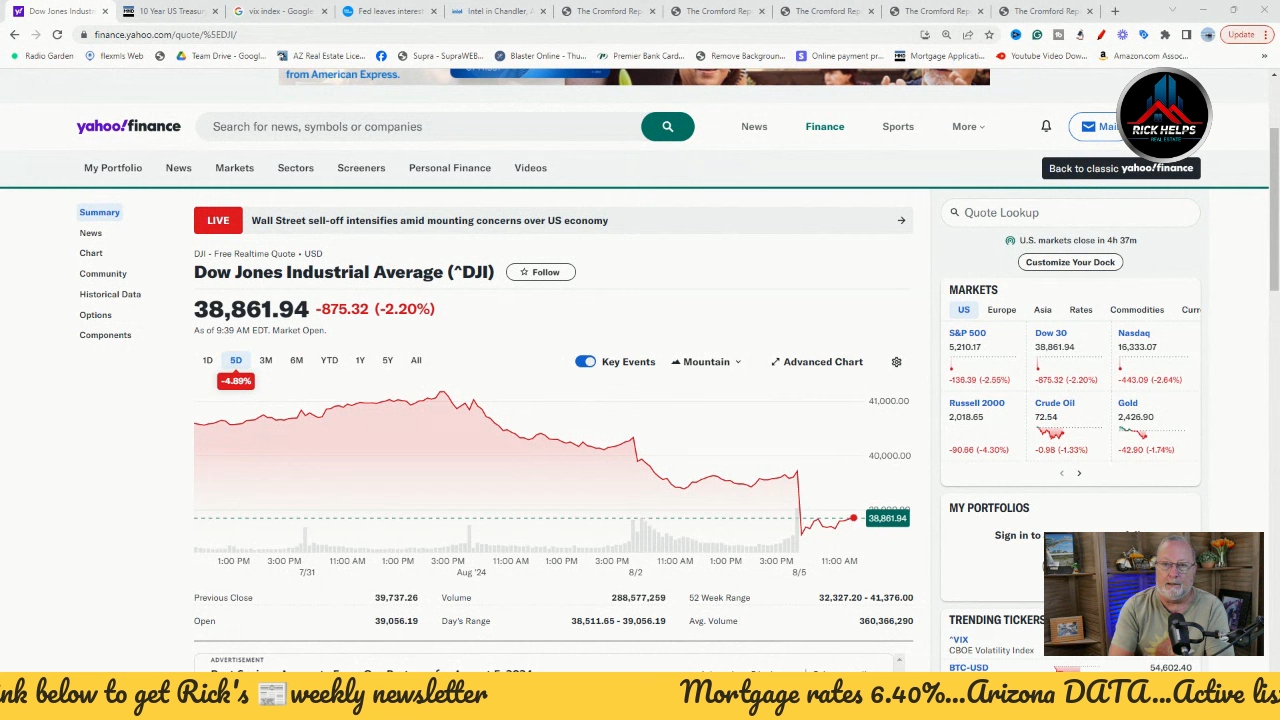 Dow Jones Indust
10 Year US Treasur
vix index - Google
Fed leaves interest
Intel in Chandler, A
The Cromford Rep
The Cromford Rep
The Cromford Rep
The Cromford Rep
The Cromford Rep
finance.yahoo.com/quote/%5EDJI/
Update
Radio Garden
flexmls Web
Team Drive - Googl...
AZ Real Estate Lice...
Supra - SupraWEB...
Blaster Online - Thu...
Premier Bank Card...
Remove Background...
Online payment pr...
Mortgage Applicati...
Youtube Video Dow...
Amazon.com Assoc...
»
from American Express.
yahoo!finance
Search for news, symbols or companies
News
Finance
Sports
More
Mail
RICK HELPS
REAL ESTATE
My Portfolio
News
Markets
Sectors
Screeners
Personal Finance
Videos
Back to classic yahoo!finance
Summary
News
Chart
Community
Historical Data
Options
Components
LIVE
Wall Street sell-off intensifies amid mounting concerns over US economy
DJI - Free Realtime Quote • USD
Dow Jones Industrial Average (^DJI)
Follow
38,861.94 -875.32 (-2.20%)
As of 9:39 AM EDT. Market Open.
1D 5D 3M 6M YTD 1Y 5Y All
-4.89%
Key Events
Mountain
Advanced Chart
41,000.00
40,000.00
38,861.94
1:00 PM 3:00 PM 11:00 AM 1:00 PM 3:00 PM 11:00 AM 1:00 PM 3:00 PM 11:00 AM 1:00 PM 3:00 PM 11:00 AM
7/31 Aug '24 8/2 8/5
Previous Close 39,737.26 Volume 288,577,259 52 Week Range 32,327.20 - 41,376.00
Open 39,056.19 Day's Range 38,511.65 - 39,056.19 Avg. Volume 360,366,290
ADVERTISEMENT
Quote Lookup
U.S. markets close in 4h 37m
Customize Your Dock
MARKETS
US Europe Asia Rates Commodities Curr
S&P 500 Dow 30 Nasdaq
5,210.17 38,861.94 16,333.07
-136.39 (-2.55%) -875.32 (-2.20%) -443.09 (-2.64%)
Russell 2000 Crude Oil Gold
2,018.65 72.54 2,426.90
-90.66 (-4.30%) -0.98 (-1.33%) -42.90 (-1.74%)
MY PORTFOLIOS
Sign in to
TRENDING TICKERS
^VIX
CBOE Volatility Index
BTC-USD 54,602.40
ink below to get Rick's weekly newsletter Mortgage rates 6.40%...Arizona DATA...Active lis